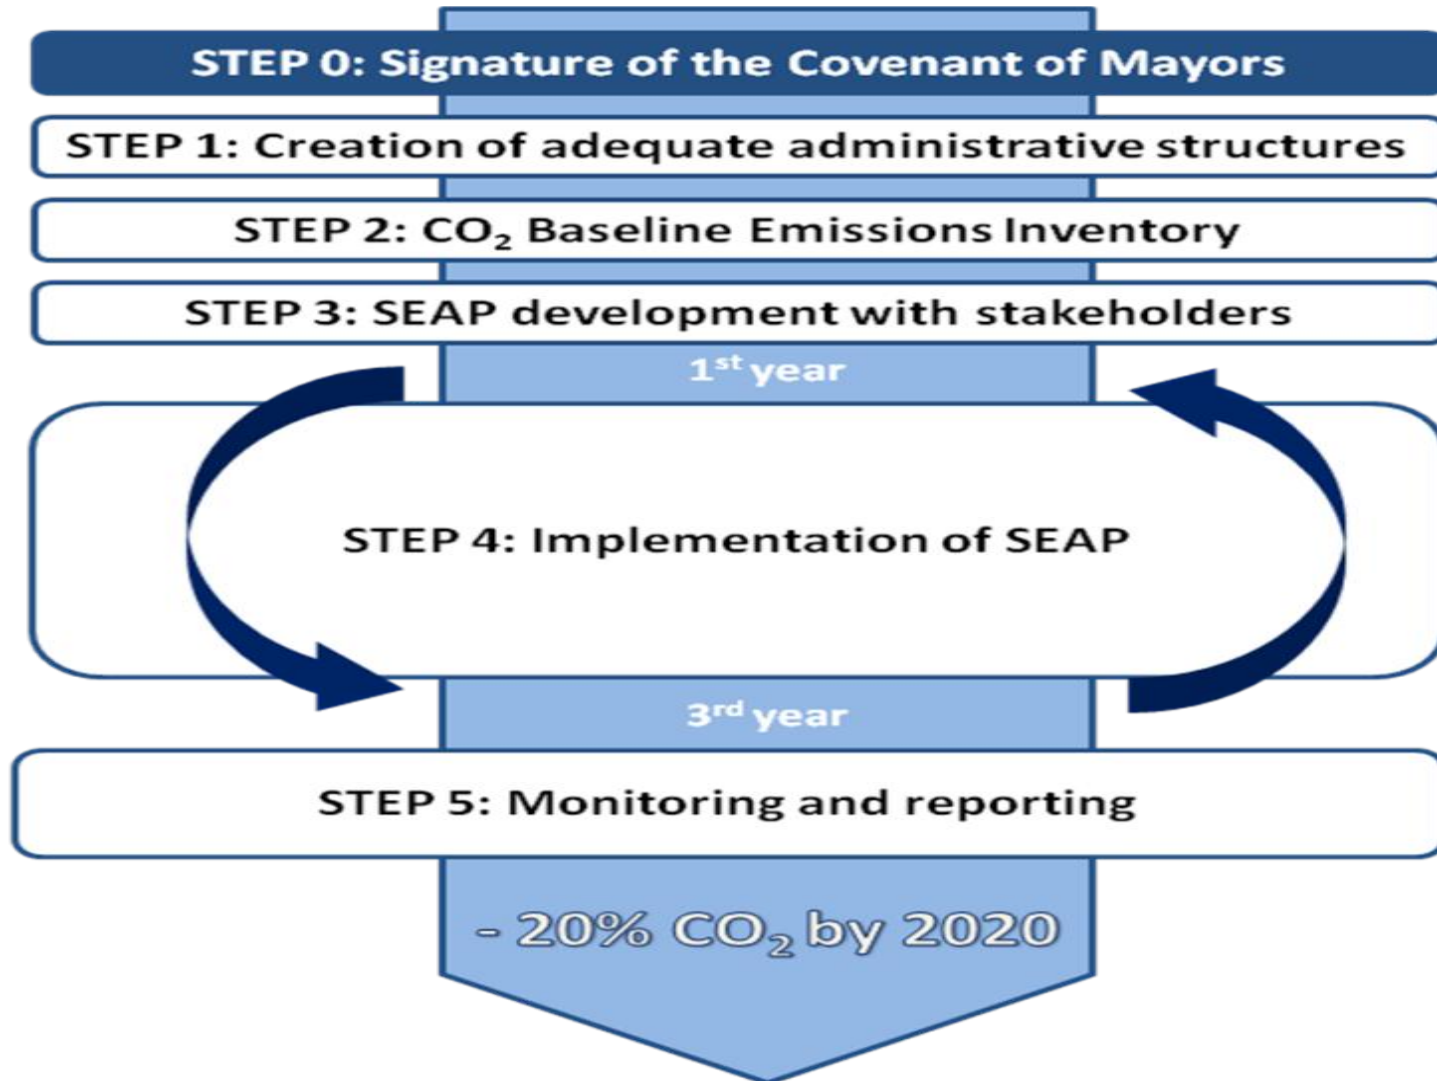 STEP 0: Signature of the Covenant of Mayors
STEP 1: Creation of adequate administrative structures
STEP 2: CO₂ Baseline Emissions Inventory
STEP 3: SEAP development with stakeholders
1st year
STEP 4: Implementation of SEAP
3rd year
STEP 5: Monitoring and reporting
- 20% CO₂ by 2020